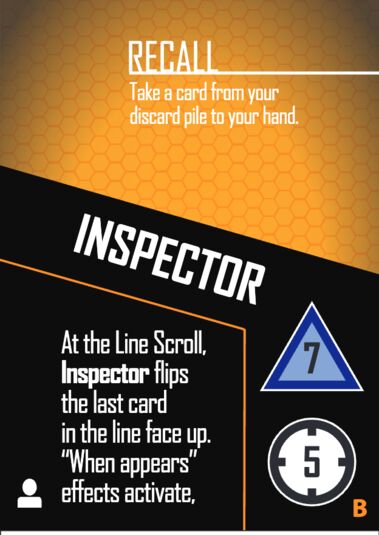 RECALL
Take a card from your
discard pile to your hand.
INSPECTOR
At the Line Scroll,
Inspector flips
the last card
in the line face up.
“When appears”
effects activate,
7
5
B